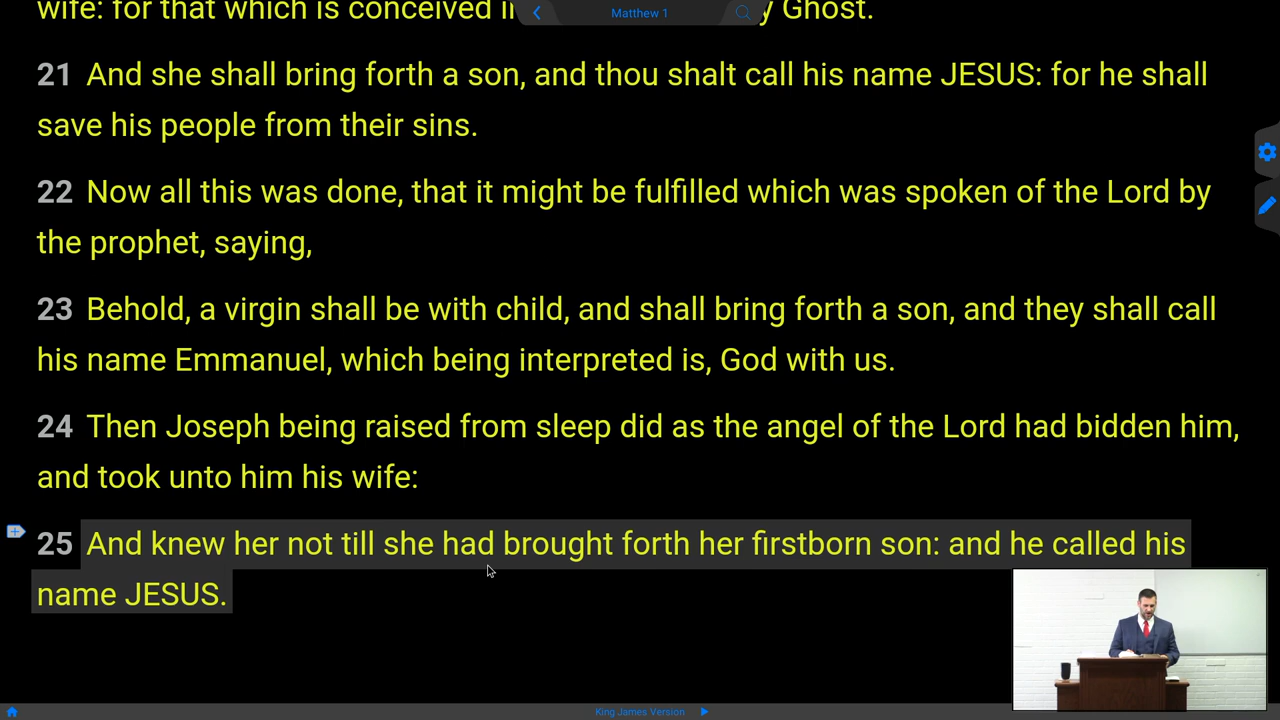 Matthew 1
wife: for that which is conceived i
y Ghost.
21 And she shall bring forth a son, and thou shalt call his name JESUS: for he shall
save his people from their sins.
22 Now all this was done, that it might be fulfilled which was spoken of the Lord by
the prophet, saying,
23 Behold, a virgin shall be with child, and shall bring forth a son, and they shall call
his name Emmanuel, which being interpreted is, God with us.
24 Then Joseph being raised from sleep did as the angel of the Lord had bidden him,
and took unto him his wife:
25 And knew her not till she had brought forth her firstborn son: and he called his
name JESUS.
King James Version